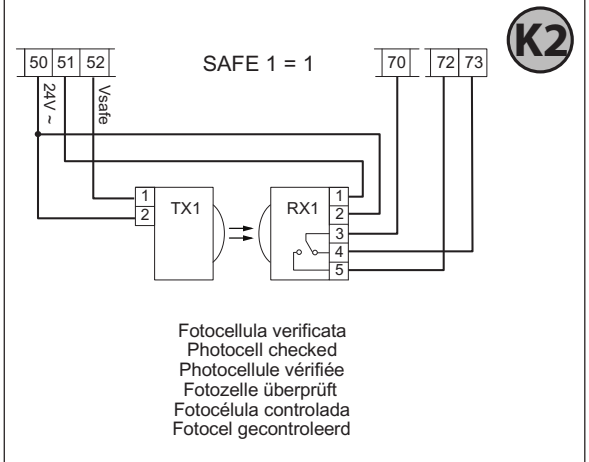 K2
50 51 52 SAFE 1 = 1 70 72 73
24V ~ Vsafe
1 TX1 RX1 1
2 2
3
4
5
Fotocellula verificata
Photocell checked
Photocellule vérifiée
Fotozelle überprüft
Fotocélula controlada
Fotocel gecontroleerd